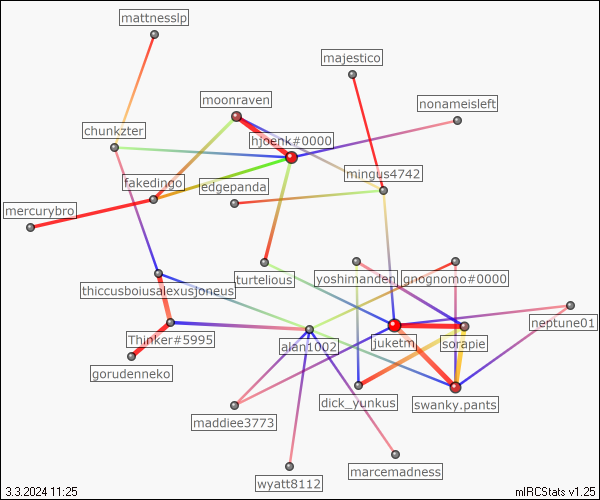 mattnesslp
majestico
moonraven
nonameisleft
chunkzter
hjoenk#0000
mingus4742
fakedingo
edgepanda
mercurybro
turtelious
yoshimanden
gnognomo#0000
thiccusboiusalexusjoneus
neptune01
Thinker#5995
alan1002
juketm
sorapie
gorudenneko
dick_yunkus
swanky.pants
maddiee3773
marcemadness
wyatt8112
3.3.2024 11:25
mIRCStats v1.25